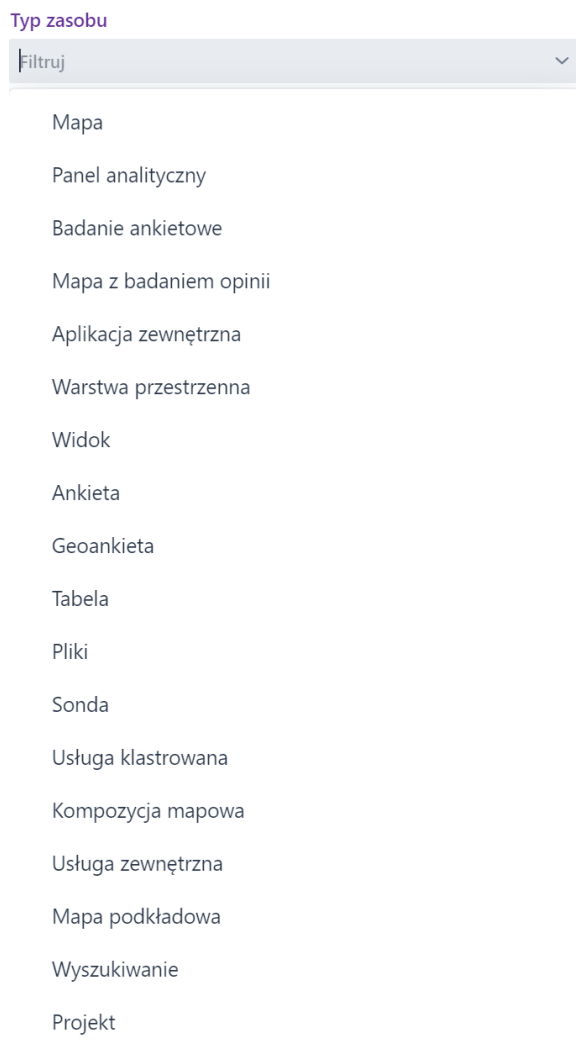 Typ zasobu
Filtruj
Mapa
Panel analityczny
Badanie ankietowe
Mapa z badaniem opinii
Aplikacja zewnętrzna
Warstwa przestrzenna
Widok
Ankieta
Geoankieta
Tabela
Pliki
Sonda
Usługa klastrowana
Kompozycja mapowa
Usługa zewnętrzna
Mapa podkładowa
Wyszukiwanie
Projekt